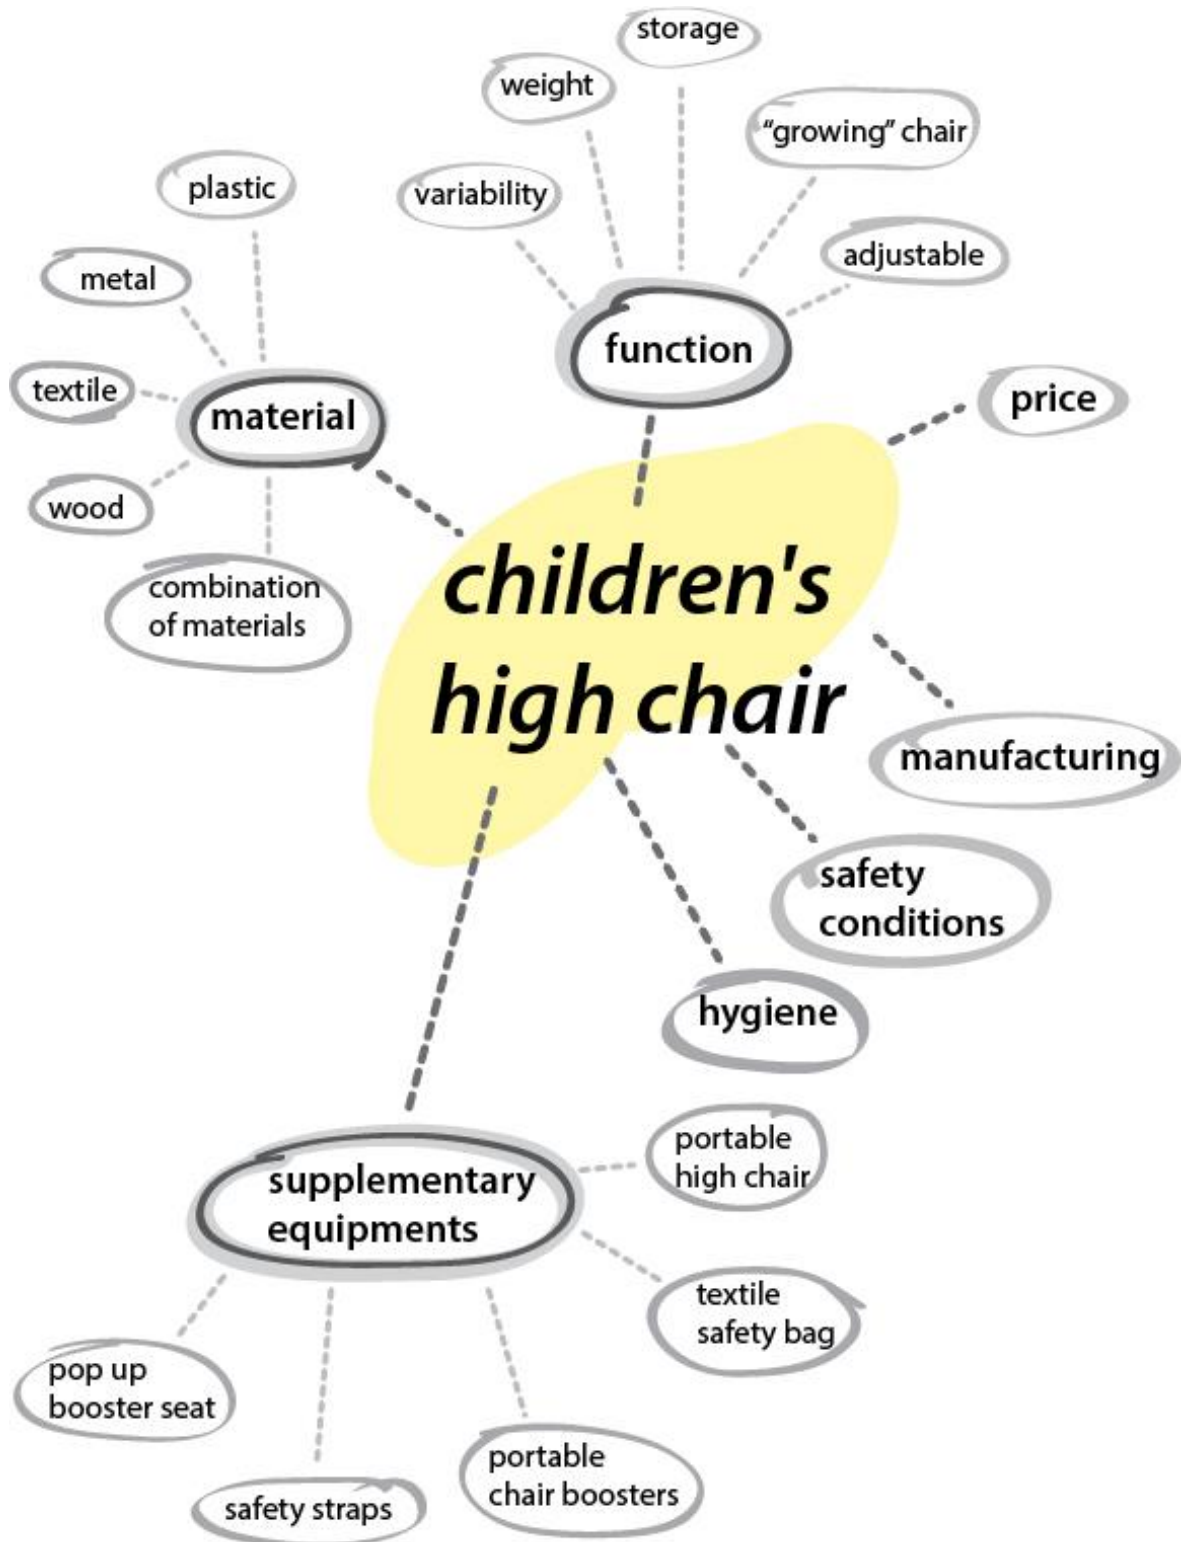 storage
weight
"growing" chair
variability
plastic
adjustable
metal
function
textile
material
price
wood
combination
of materials
children's
high chair
manufacturing
safety
conditions
hygiene
portable
high chair
supplementary
equipments
textile
safety bag
pop up
booster seat
portable
chair boosters
safety straps